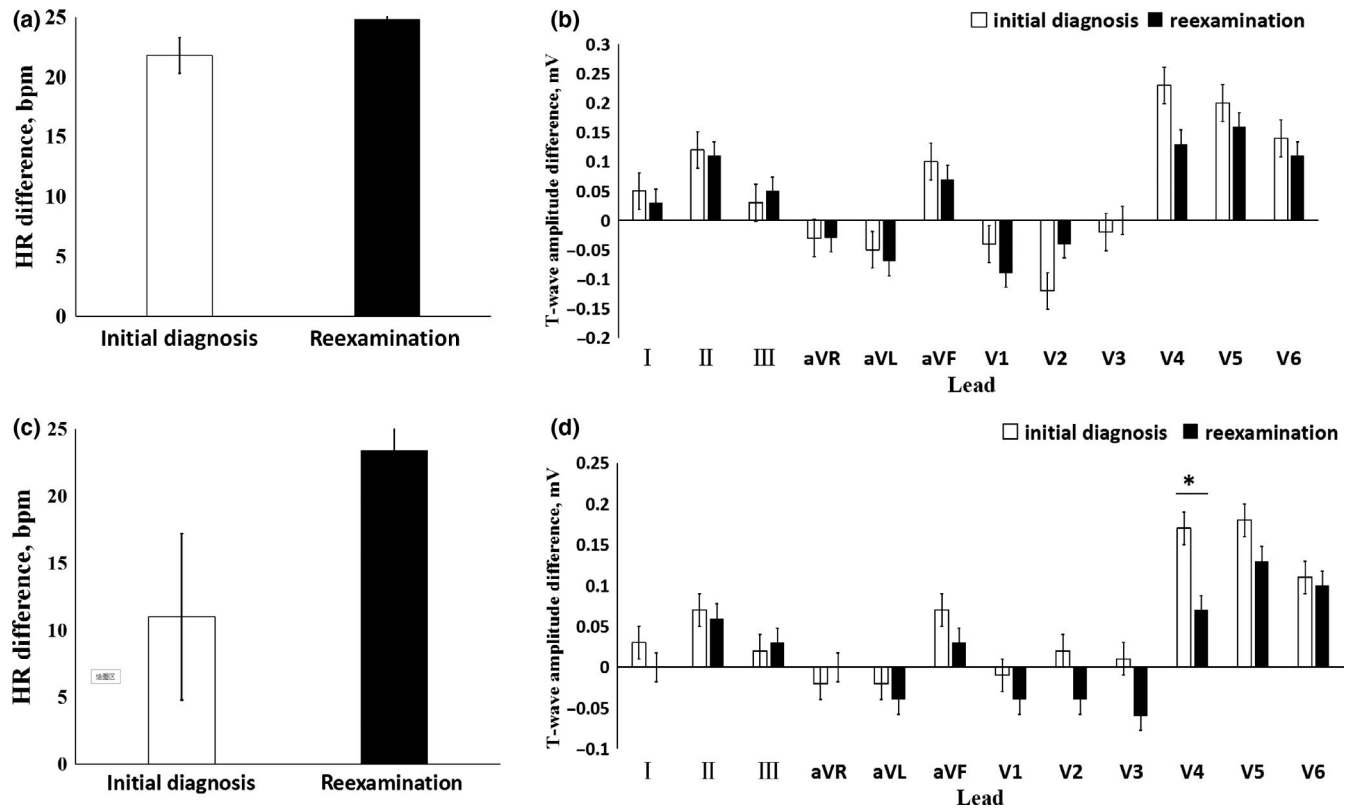 (a)
25
20
15
10
5
0
HR difference, bpm
Initial diagnosis Reexamination
(b)
initial diagnosis reexamination
0.3
0.25
0.2
0.15
0.1
0.05
0
−0.05
−0.1
−0.15
−0.2
T-wave amplitude difference, mV
I II III aVR aVL aVF V1 V2 V3 V4 V5 V6
Lead
(c)
25
20
15
10
5
0
HR difference, bpm
绘图区
Initial diagnosis Reexamination
(d)
initial diagnosis reexamination
0.25
0.2
0.15
0.1
0.05
0
−0.05
−0.1
T-wave amplitude difference, mV
*
I II III aVR aVL aVF V1 V2 V3 V4 V5 V6
Lead